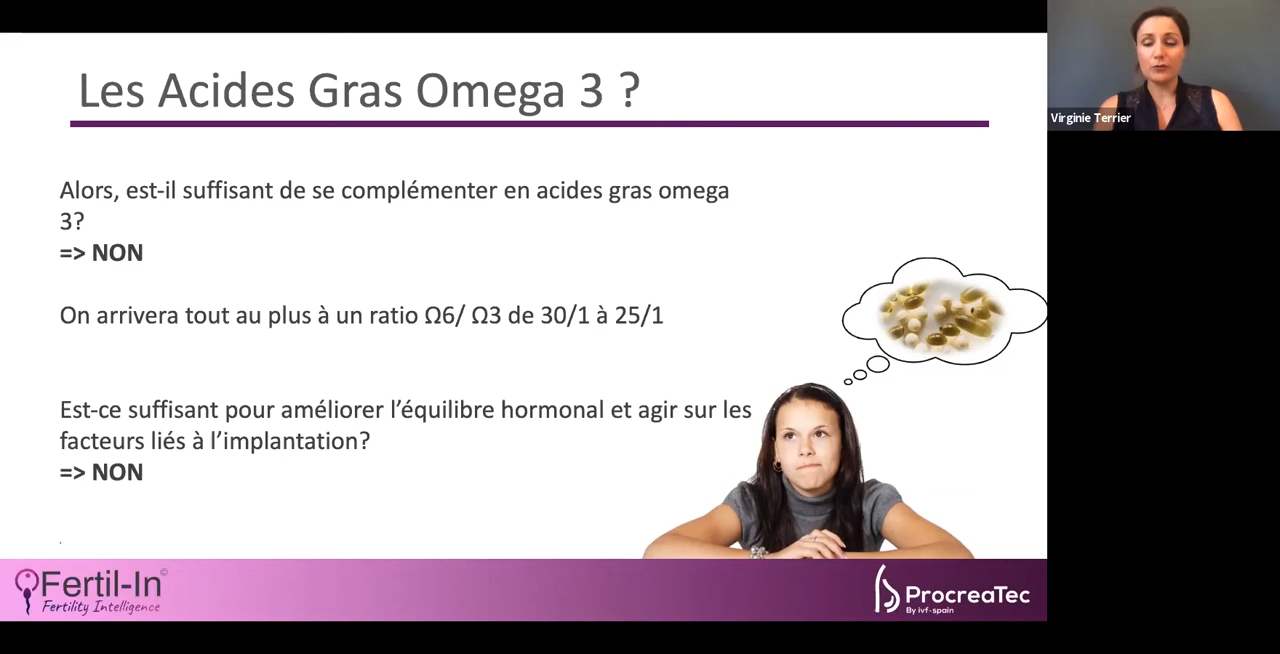 Les Acides Gras Omega 3 ?
Virginie Terrier
Alors, est-il suffisant de se complémenter en acides gras omega
3?
=> NON
On arrivera tout au plus à un ratio Ω6/ Ω3 de 30/1 à 25/1
Est-ce suffisant pour améliorer l’équilibre hormonal et agir sur les
facteurs liés à l’implantation?
=> NON
Fertil-In©
Fertility Intelligence
ProcreaTec
By ivf-spain